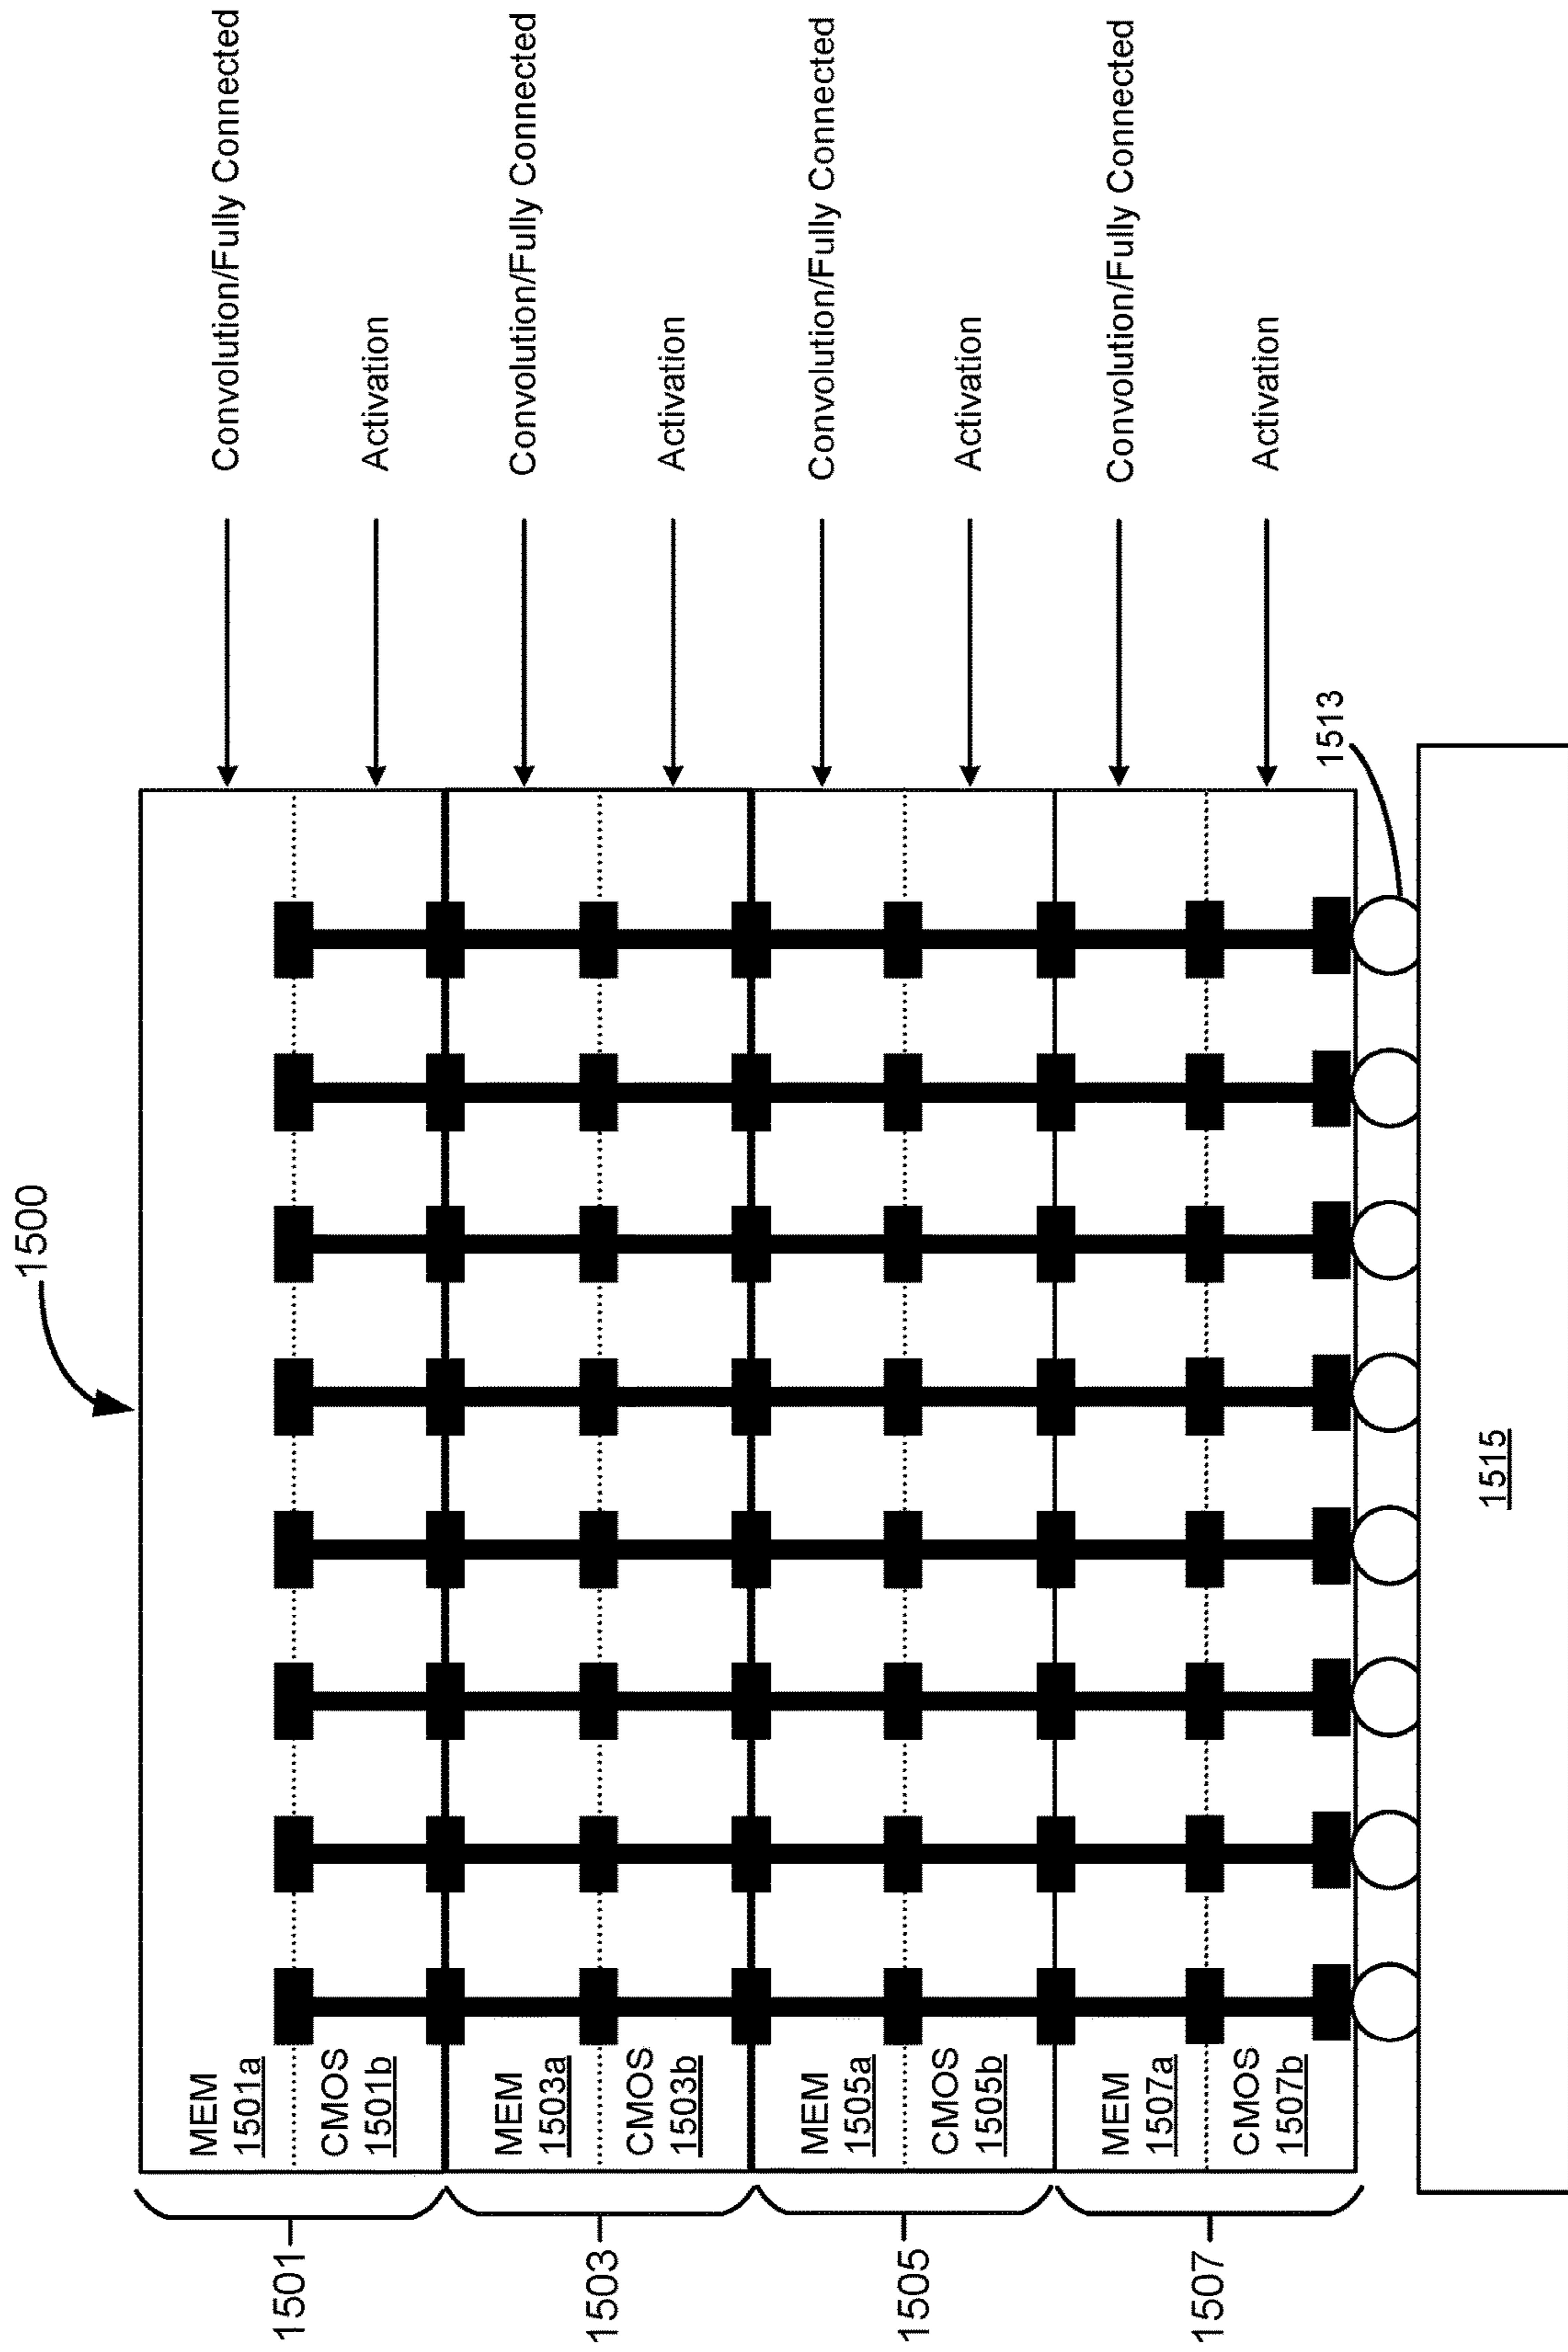 1500
1501
MEM
1501a
CMOS
1501b
Convolution/Fully Connected
Activation
1503
MEM
1503a
CMOS
1503b
Convolution/Fully Connected
Activation
1505
MEM
1505a
CMOS
1505b
Convolution/Fully Connected
Activation
1507
MEM
1507a
CMOS
1507b
Convolution/Fully Connected
Activation
1513
1515